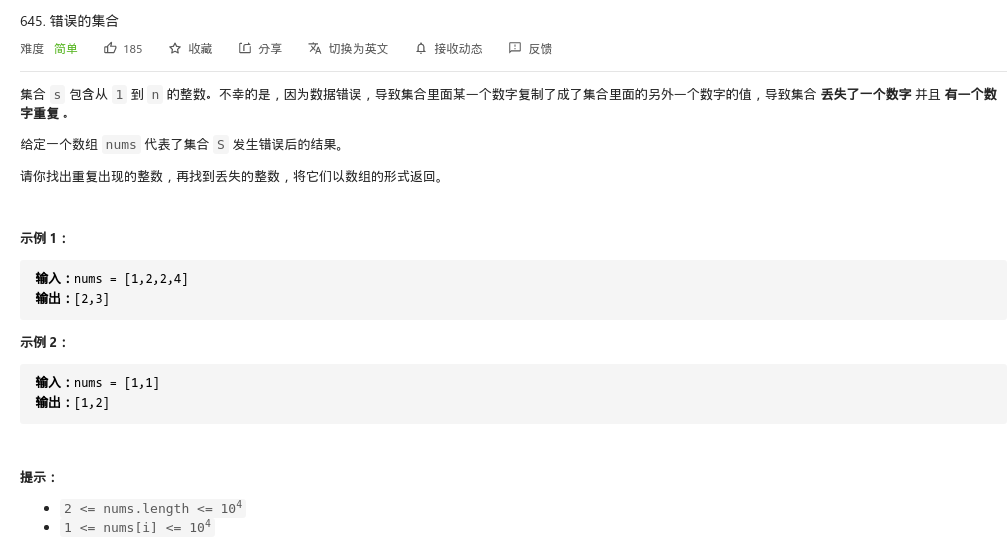 645. 错误的集合
难度 简单 185 收藏 分享 切换为英文 接收动态 反馈
集合 s 包含从 1 到 n 的整数。不幸的是，因为数据错误，导致集合里面某一个数字复制了成了集合里面的另外一个数字的值，导致集合 丢失了一个数字 并且 有一个数
字重复 。
给定一个数组 nums 代表了集合 S 发生错误后的结果。
请你找出重复出现的整数，再找到丢失的整数，将它们以数组的形式返回。
示例 1：
输入：nums = [1,2,2,4]
输出：[2,3]
示例 2：
输入：nums = [1,1]
输出：[1,2]
提示：
2 <= nums.length <= 10⁴
1 <= nums[i] <= 10⁴